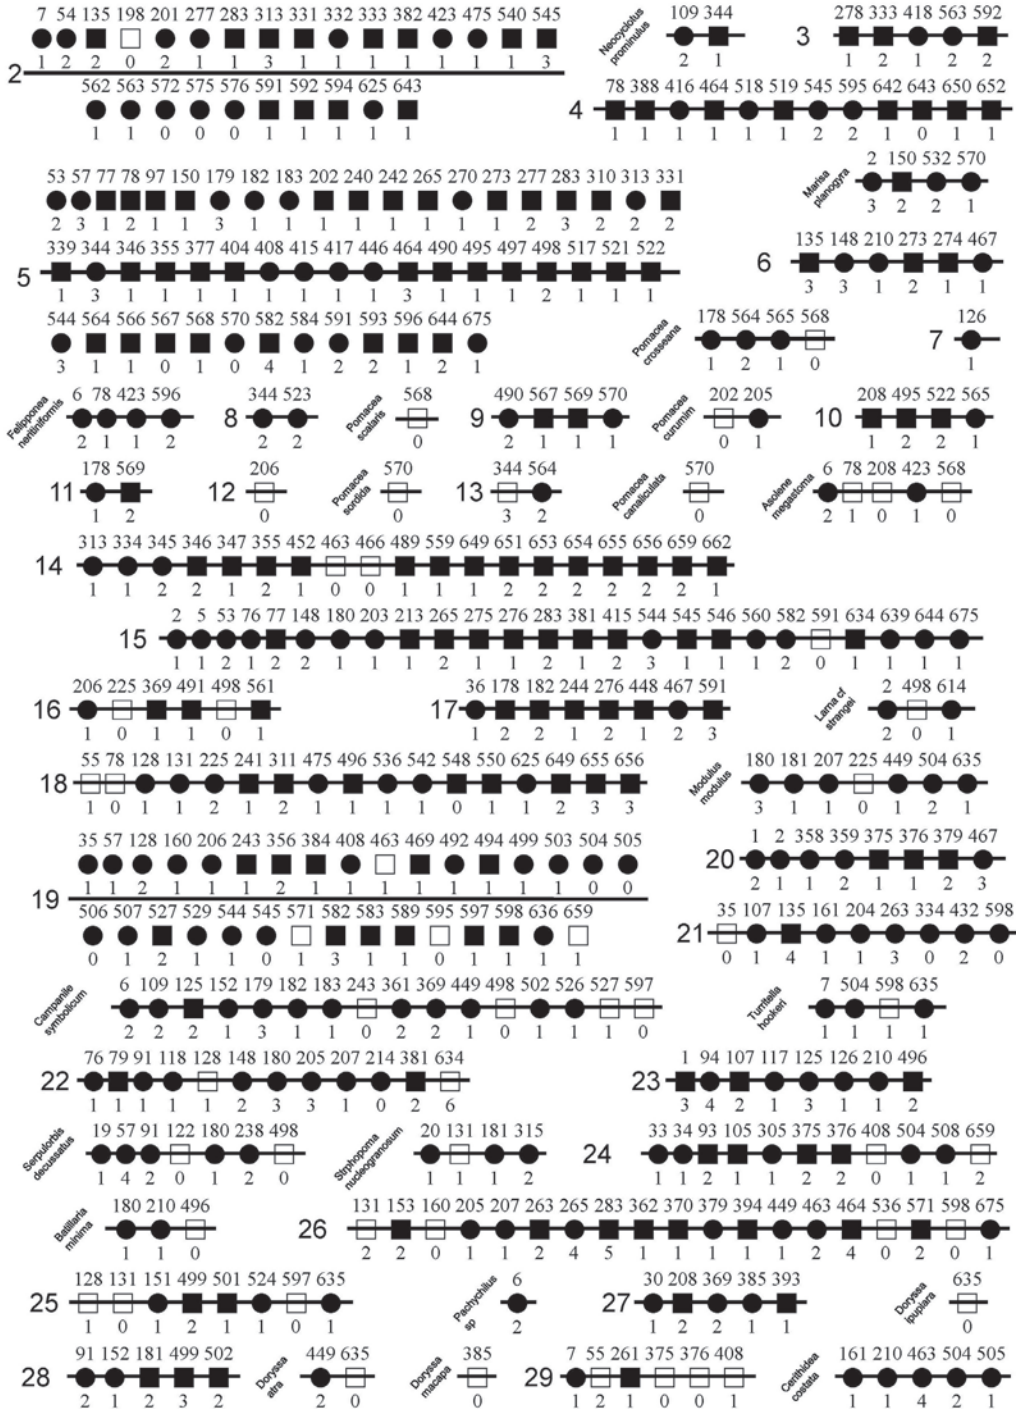 7 54 135 198 201 277 283 313 331 332 333 382 423 475 540 545
1 2 2 0 2 1 1 3 1 1 1 1 1 1 1 3
2
562 563 572 575 576 591 592 594 625 643
1 1 0 0 0 1 1 1 1 1
Neocyclotus prominulus
109 344
2 1
3
278 333 418 563 592
1 2 1 2 2
4
78 388 416 464 518 519 545 595 642 643 650 652
1 1 1 1 1 1 2 2 1 0 1 1
Marisa planogyra
2 150 532 570
3 2 2 1
53 57 77 78 97 150 179 182 183 202 240 242 265 270 273 277 283 310 313 331
2 3 1 2 1 1 3 1 1 1 1 1 1 1 1 2 3 2 2 2
5
339 344 346 355 377 404 408 415 417 446 464 490 495 497 498 517 521 522
1 3 1 1 1 1 1 1 1 1 3 1 1 1 2 1 1 1
544 564 566 567 568 570 582 584 591 593 596 644 675
3 1 1 0 1 0 4 1 2 2 1 2 1
6
135 148 210 273 274 467
3 3 1 2 1 1
Pomacea crosseana
178 564 565 568
1 2 1 0
7
126
1
Felipponea neritiniformis
6 78 423 596
2 1 1 2
8
344 523
2 2
Pomacea scalaris
568
0
9
490 567 569 570
2 1 1 1
Pomacea curumim
202 205
0 1
10
208 495 522 565
1 2 2 1
11
178 569
1 2
12
206
0
Pomacea sordida
570
0
13
344 564
3 2
Pomacea canaliculata
570
0
Asolene megastoma
6 78 208 423 568
2 1 0 1 0
14
313 334 345 346 347 355 452 463 466 489 559 649 651 653 654 655 656 659 662
1 1 2 2 1 2 1 0 0 1 1 1 2 2 2 2 2 2 1
15
2 5 53 76 77 148 180 203 213 265 275 276 283 381 415 544 545 546 560 582 591 634 639 644 675
1 1 2 1 2 2 1 1 1 2 1 1 2 1 2 3 1 1 1 2 0 1 1 1 1
16
206 225 369 491 498 561
1 0 1 1 0 1
17
36 178 182 244 276 448 467 591
1 2 2 1 2 1 2 3
Larna cf strangei
2 498 614
2 0 1
18
55 78 128 131 225 241 311 475 496 536 542 548 550 625 649 655 656
1 0 1 1 2 1 2 1 1 1 1 0 1 1 2 3 3
Modulus modulus
180 181 207 225 449 504 635
3 1 1 0 1 2 1
35 57 128 160 206 243 356 384 408 463 469 492 494 499 503 504 505
1 1 2 1 1 1 2 1 1 1 1 1 1 1 1 0 0
19
506 507 527 529 544 545 571 582 583 589 595 597 598 636 659
0 1 2 1 1 0 1 3 1 1 0 1 1 1 1
20
1 2 358 359 375 376 379 467
2 1 1 2 1 1 2 3
21
35 107 135 161 204 263 334 432 598
0 1 4 1 1 3 0 2 0
Campanile symbolicum
6 109 125 152 179 182 183 243 361 369 449 498 502 526 527 597
2 2 2 1 3 1 1 0 2 2 1 0 1 1 1 0
Turritella hookeri
7 504 598 635
1 1 1 1
22
76 79 91 118 128 148 180 205 207 214 381 634
1 1 1 1 1 2 3 3 1 0 2 6
23
1 94 107 117 125 126 210 496
3 4 2 1 3 1 1 2
Serpulorbis decussatus
19 57 91 122 180 238 498
1 4 2 0 1 2 0
Strphopoma nucleogranosum
20 131 181 315
1 1 1 2
24
33 34 93 105 305 375 376 408 504 508 659
1 1 2 1 1 2 2 0 1 1 2
Batillaria minima
180 210 496
1 1 0
26
131 153 160 205 207 263 265 283 362 370 379 394 449 463 464 536 571 598 675
2 2 0 1 1 2 4 5 1 1 1 1 1 2 4 0 2 0 1
25
128 131 151 499 501 524 597 635
1 0 1 2 1 1 0 1
Pachychilus sp
6
2
27
30 208 369 385 393
1 2 2 1 1
Doryssa ipupiara
635
0
28
91 152 181 499 502
2 1 2 3 2
Doryssa atra
449 635
2 0
Doryssa macapa
385
0
29
7 55 261 375 376 408
1 2 1 0 0 1
Cerithidea costata
161 210 463 504 505
1 1 4 2 1